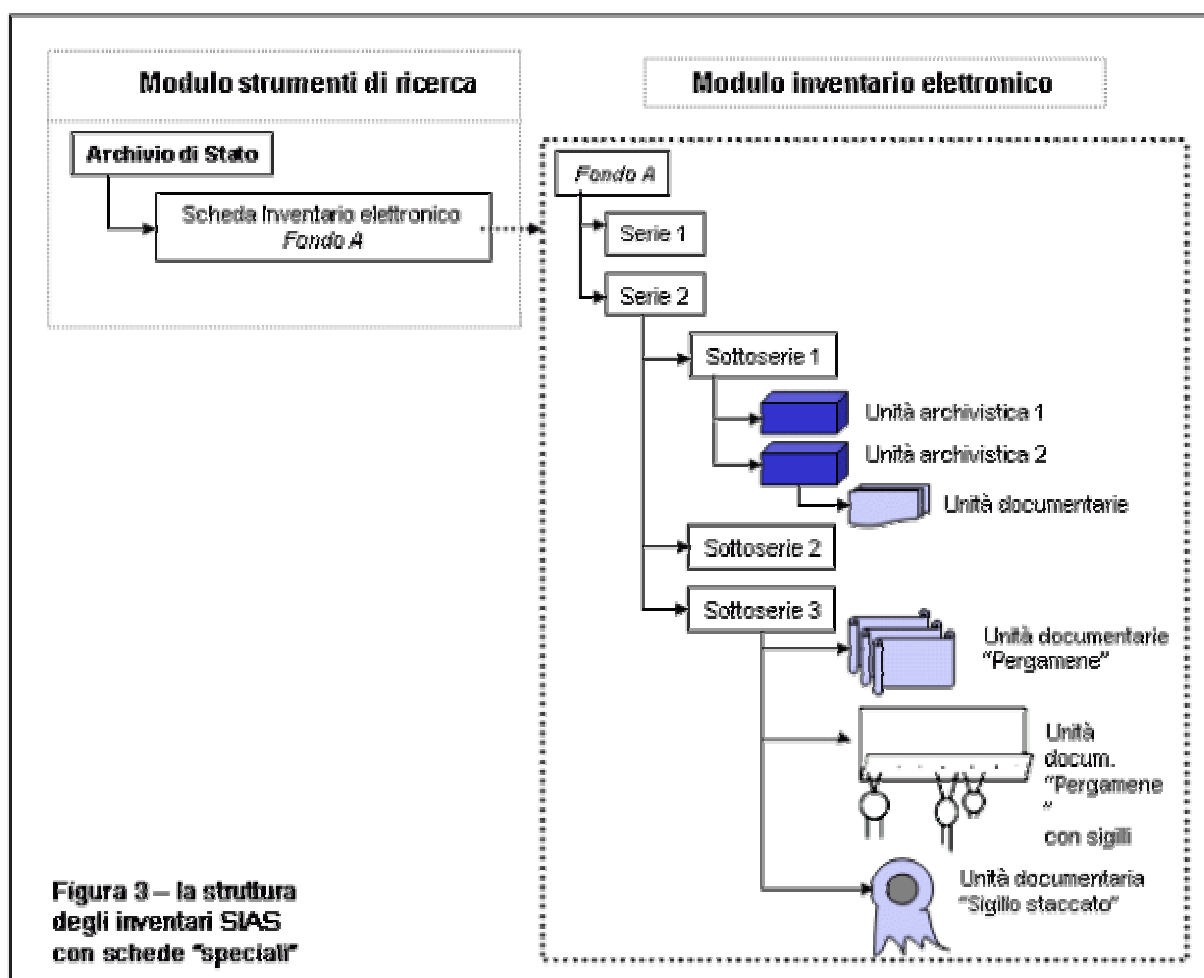 Modulo strumenti di ricerca
Archivio di Stato
Scheda Inventario elettronico
Fondo A
Modulo inventario elettronico
Fondo A
Serie 1
Serie 2
Sottoserie 1
Unità archivistica 1
Unità archivistica 2
Unità documentarie
Sottoserie 2
Sottoserie 3
Unità documentarie
"Pergamene"
Unità
docum.
"Pergamene
"
con sigilli
Unità documentaria
"Sigillo staccato"
Figura 3 – la struttura
degli inventari SIAS
con schede "speciali"